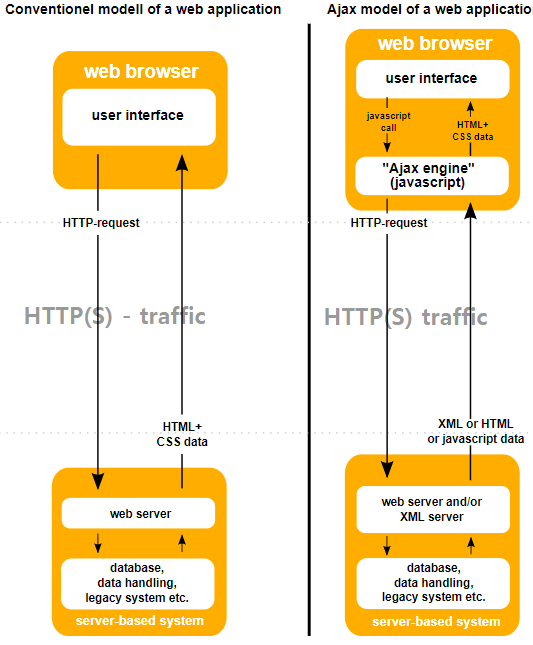 Conventionel modell of a web application
web browser
user interface
HTTP-request
HTTP(S) - traffic
HTML+
CSS data
web server
database,
data handling,
legacy system etc.
server-based system
Ajax model of a web application
web browser
user interface
javascript
call
HTML+
CSS data
"Ajax engine"
(javascript)
HTTP-request
HTTP(S) traffic
XML or HTML
or javascript data
web server and/or
XML server
database,
data handling,
legacy system etc.
server-based system